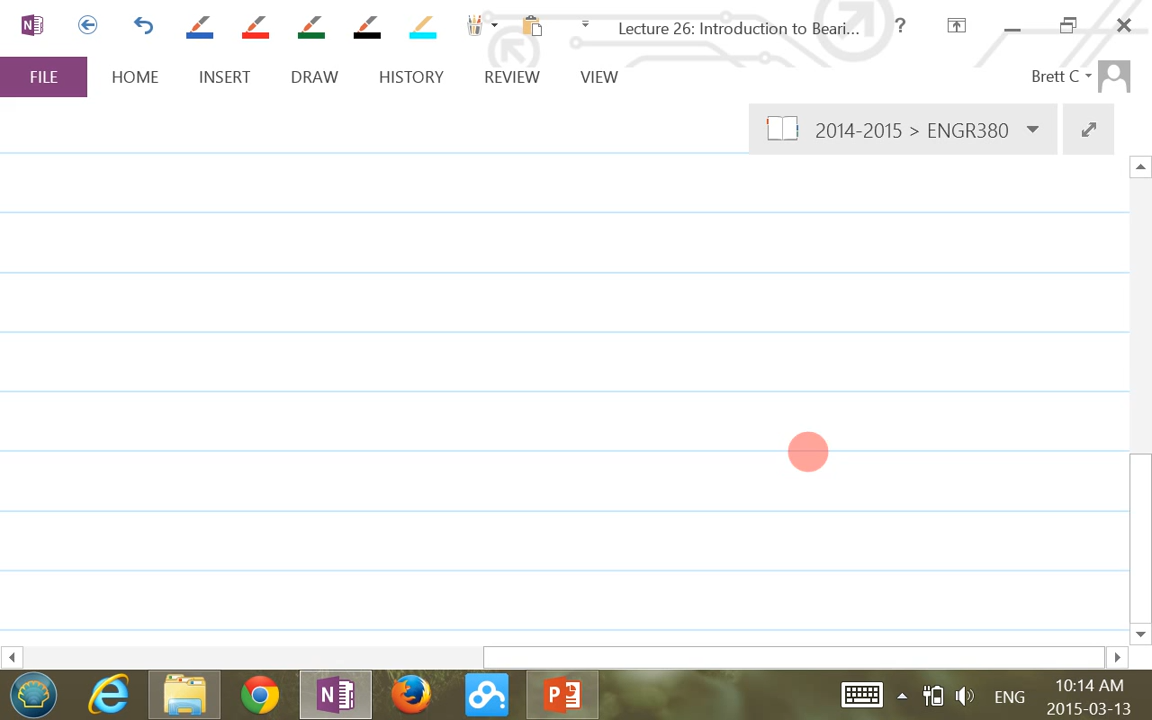 Lecture 26: Introduction to Beari...
?
FILE HOME INSERT DRAW HISTORY REVIEW VIEW
Brett C
2014-2015 > ENGR380
ENG
10:14 AM
2015-03-13